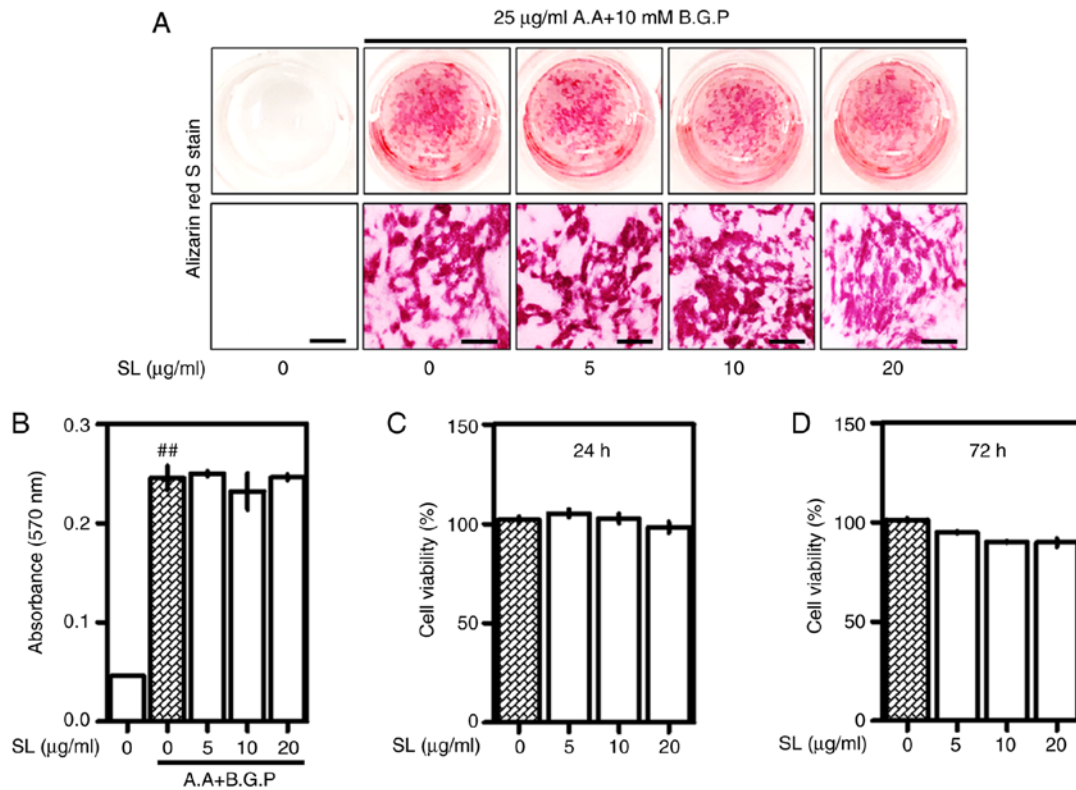 A
25 μg/ml A.A+10 mM B.G.P
Alizarin red S stain
SL (μg/ml) 0 0 5 10 20
B
Absorbance (570 nm)
0.3
0.2
0.1
0.0
##
SL (μg/ml) 0 0 5 10 20
A.A+B.G.P
C
24 h
Cell viability (%)
150
100
50
0
SL (μg/ml) 0 5 10 20
D
72 h
Cell viability (%)
150
100
50
0
SL (μg/ml) 0 5 10 20